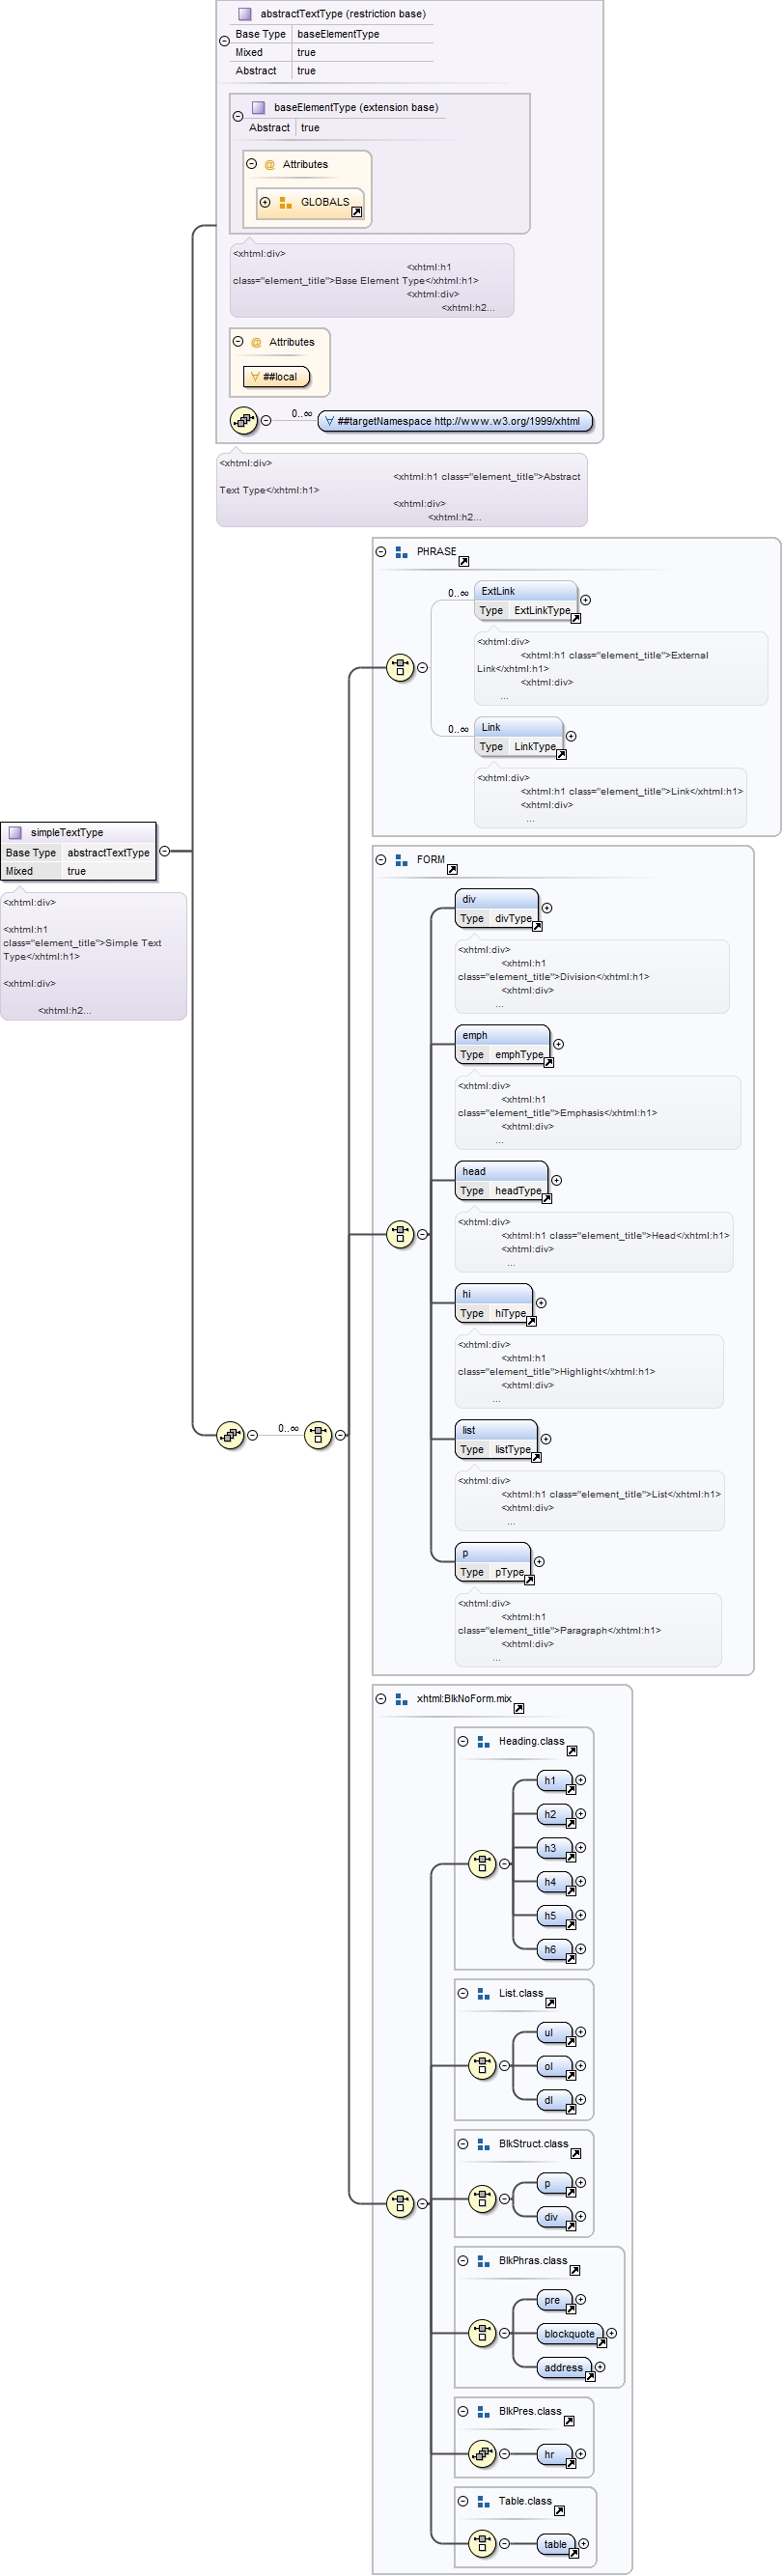 abstractTextType (restriction base)
Base Type baseElementType
Mixed true
Abstract true
baseElementType (extension base)
Abstract true
@ Attributes
GLOBALS
<xhtml:div>
<xhtml:h1
class="element_title">Base Element Type</xhtml:h1>
<xhtml:div>
<xhtml:h2...
@ Attributes
∀ ##local
0..∞
∀ ##targetNamespace http://www.w3.org/1999/xhtml
<xhtml:div>
<xhtml:h1 class="element_title">Abstract
Text Type</xhtml:h1>
<xhtml:div>
<xhtml:h2...
PHRASE
0..∞
ExtLink
Type ExtLinkType
<xhtml:div>
<xhtml:h1 class="element_title">External
Link</xhtml:h1>
<xhtml:div>
...
0..∞
Link
Type LinkType
<xhtml:div>
<xhtml:h1 class="element_title">Link</xhtml:h1>
<xhtml:div>
...
simpleTextType
Base Type abstractTextType
Mixed true
<xhtml:div>
<xhtml:h1
class="element_title">Simple Text
Type</xhtml:h1>
<xhtml:div>
<xhtml:h2...
FORM
div
Type divType
<xhtml:div>
<xhtml:h1
class="element_title">Division</xhtml:h1>
<xhtml:div>
...
emph
Type emphType
<xhtml:div>
<xhtml:h1
class="element_title">Emphasis</xhtml:h1>
<xhtml:div>
...
head
Type headType
<xhtml:div>
<xhtml:h1 class="element_title">Head</xhtml:h1>
<xhtml:div>
...
hi
Type hiType
<xhtml:div>
<xhtml:h1
class="element_title">Highlight</xhtml:h1>
<xhtml:div>
...
0..∞
list
Type listType
<xhtml:div>
<xhtml:h1 class="element_title">List</xhtml:h1>
<xhtml:div>
...
p
Type pType
<xhtml:div>
<xhtml:h1
class="element_title">Paragraph</xhtml:h1>
<xhtml:div>
...
xhtml:BlkNoForm.mix
Heading.class
h1
h2
h3
h4
h5
h6
List.class
ul
ol
dl
BlkStruct.class
p
div
BlkPhras.class
pre
blockquote
address
BlkPres.class
hr
Table.class
table